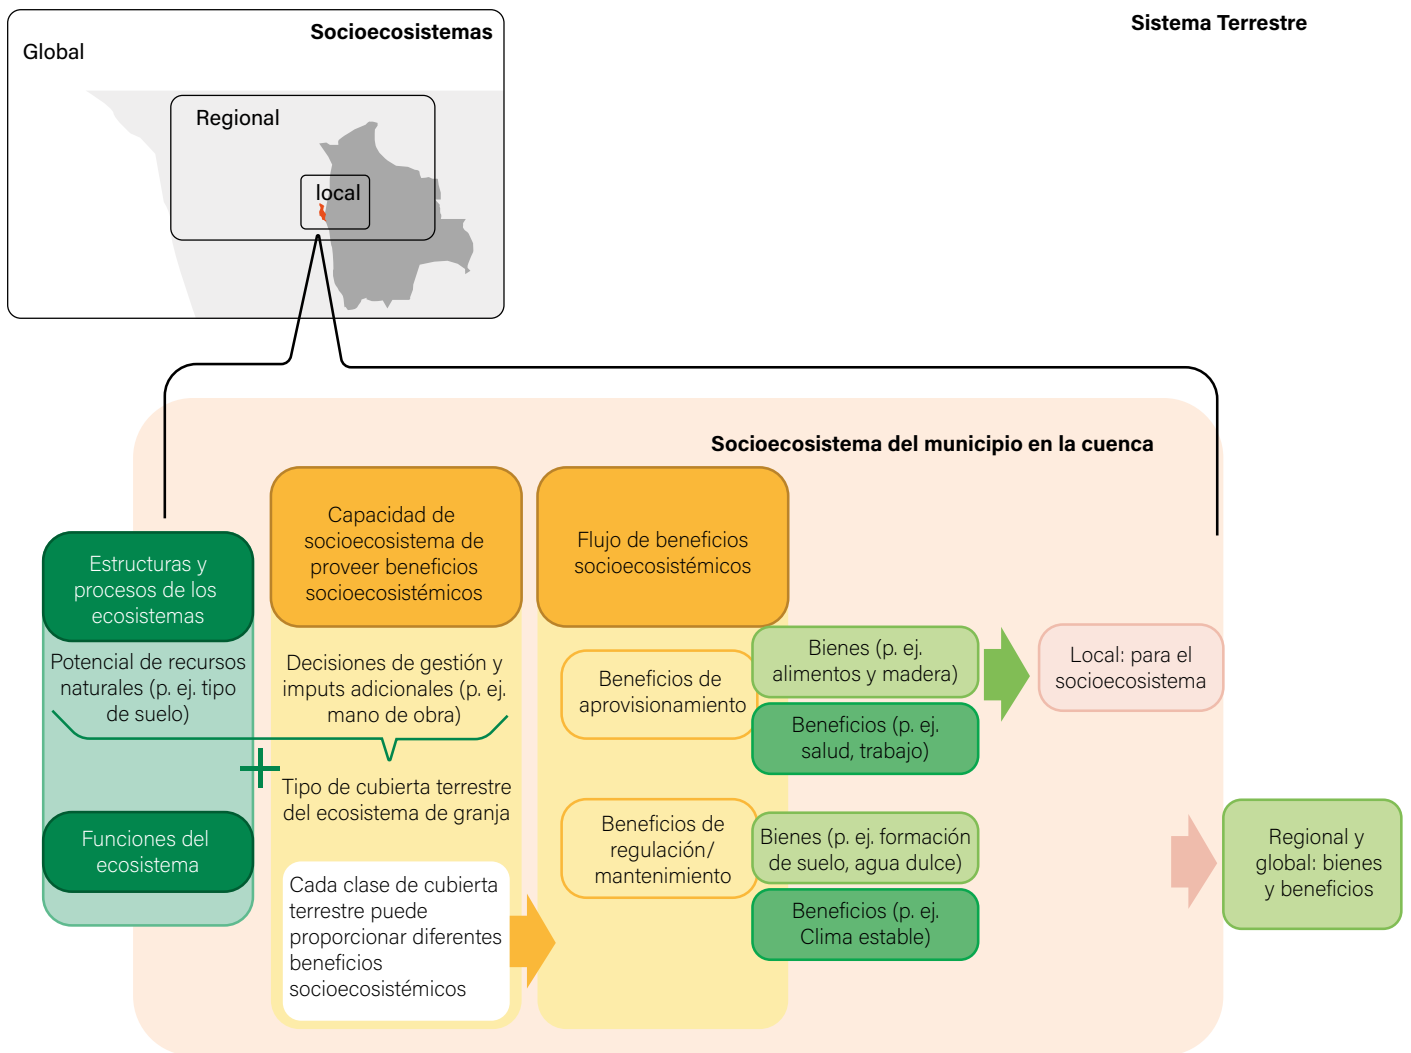 Socioecosistemas
Sistema Terrestre
Global
Regional
local
Socioecosistema del municipio en la cuenca
Estructuras y
procesos de los
ecosistemas
Potencial de recursos
naturales (p. ej. tipo
de suelo)
Funciones del
ecosistema
Capacidad de
socioecosistema de
proveer beneficios
socioecosistémicos
Decisiones de gestión y
imputs adicionales (p. ej.
mano de obra)
Tipo de cubierta terrestre
del ecosistema de granja
Cada clase de cubierta
terrestre puede
proporcionar diferentes
beneficios
socioecosistémicos
Flujo de beneficios
socioecosistémicos
Beneficios de
aprovisionamiento
Bienes (p. ej.
alimentos y madera)
Beneficios (p. ej.
salud, trabajo)
Beneficios de
regulación/
mantenimiento
Bienes (p. ej. formación
de suelo, agua dulce)
Beneficios (p. ej.
Clima estable)
Local: para el
socioecosistema
Regional y
global: bienes
y beneficios